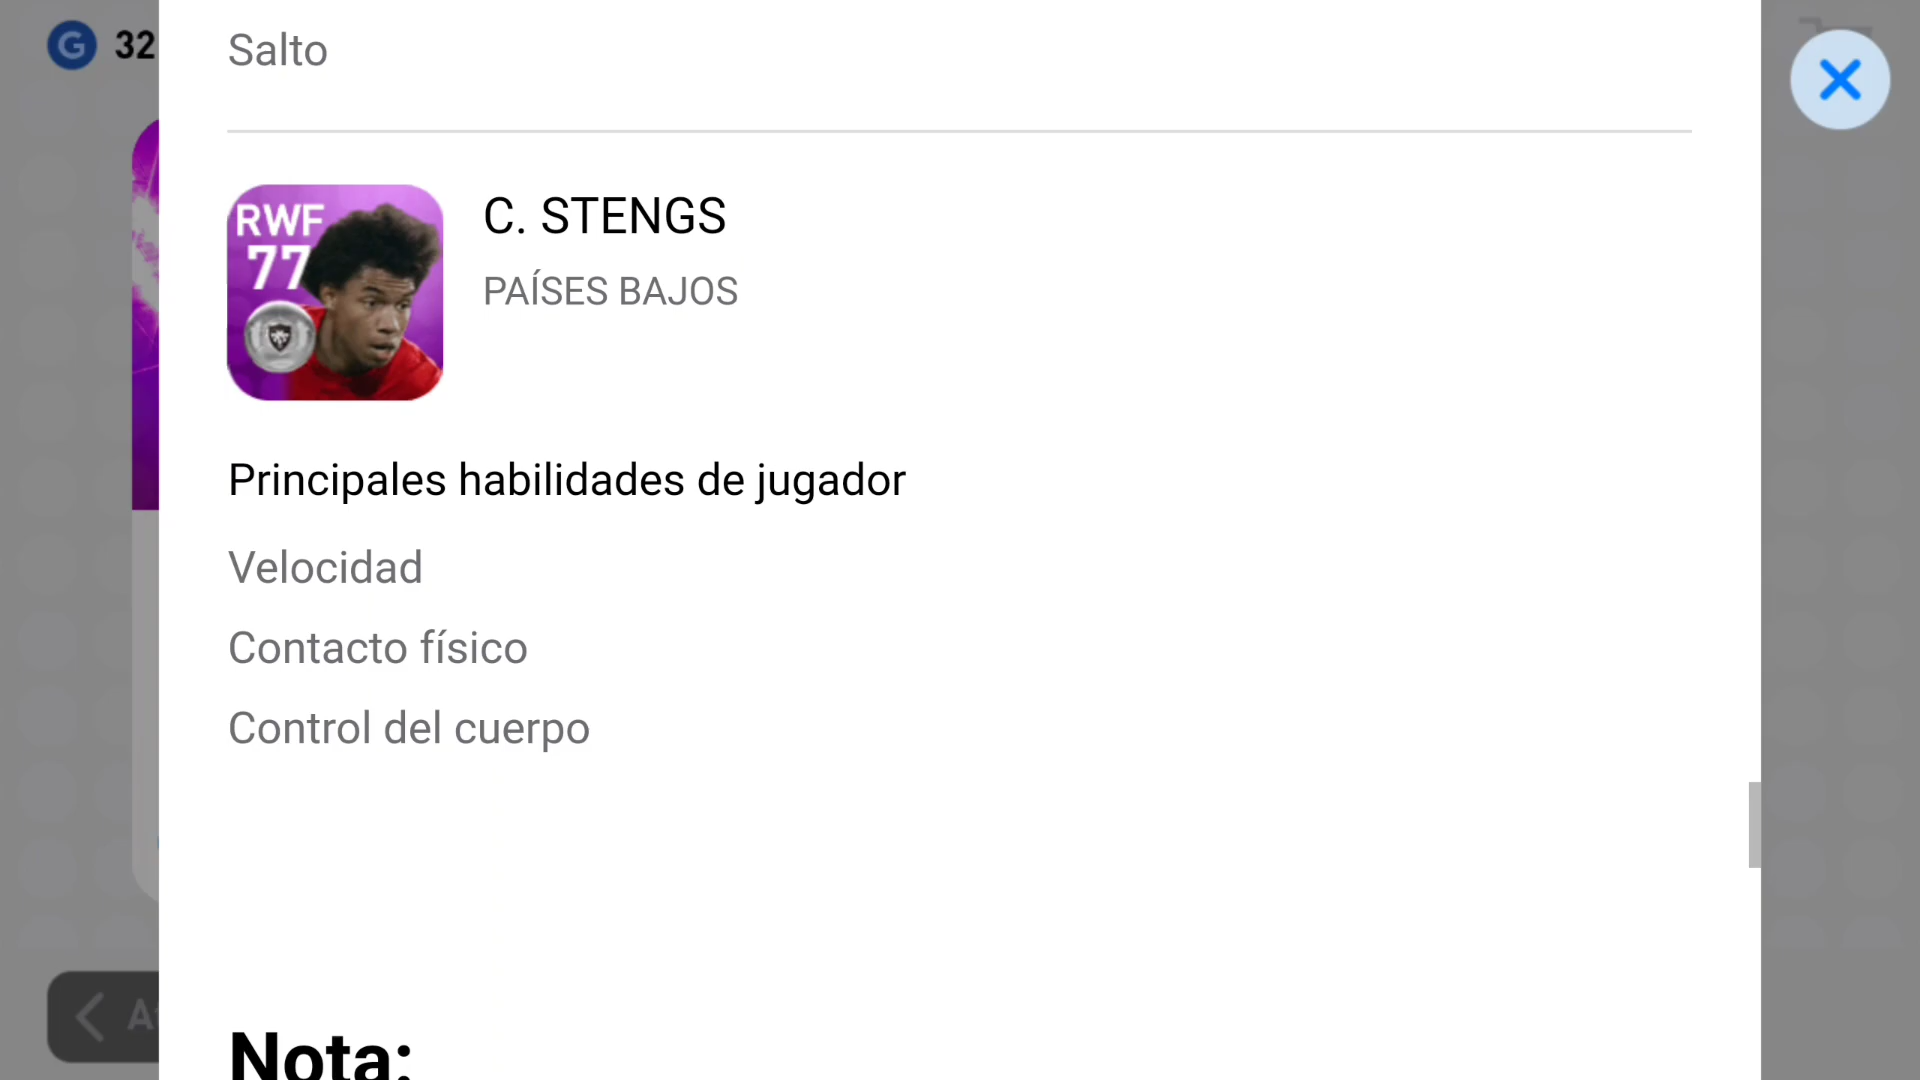 32
Salto
RWF
77
C. STENGS
PAÍSES BAJOS
Principales habilidades de jugador
Velocidad
Contacto físico
Control del cuerpo
Nota: